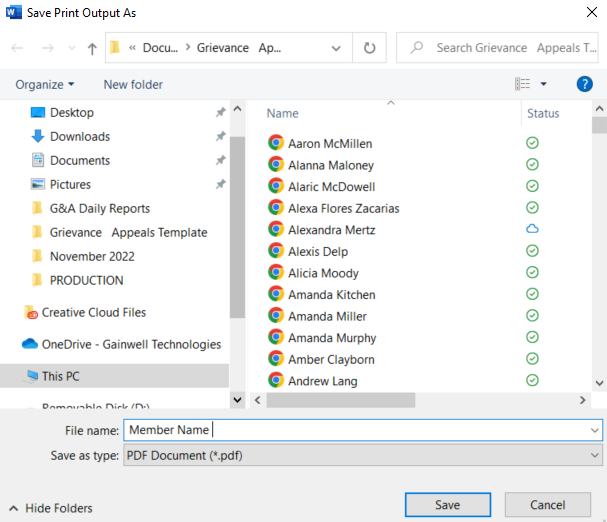 Save Print Output As
« Docu... > Grievance Ap...
Search Grievance Appeals T...
Organize
New folder
?
Desktop
Downloads
Documents
Pictures
G&A Daily Reports
Grievance Appeals Template
November 2022
PRODUCTION
Creative Cloud Files
OneDrive - Gainwell Technologies
This PC
Removable Disk (D:)
Name
Status
Aaron McMillen
Alanna Maloney
Alaric McDowell
Alexa Flores Zacarias
Alexandra Mertz
Alexis Delp
Alicia Moody
Amanda Kitchen
Amanda Miller
Amanda Murphy
Amber Clayborn
Andrew Lang
File name: Member Name
Save as type: PDF Document (*.pdf)
Hide Folders
Save
Cancel